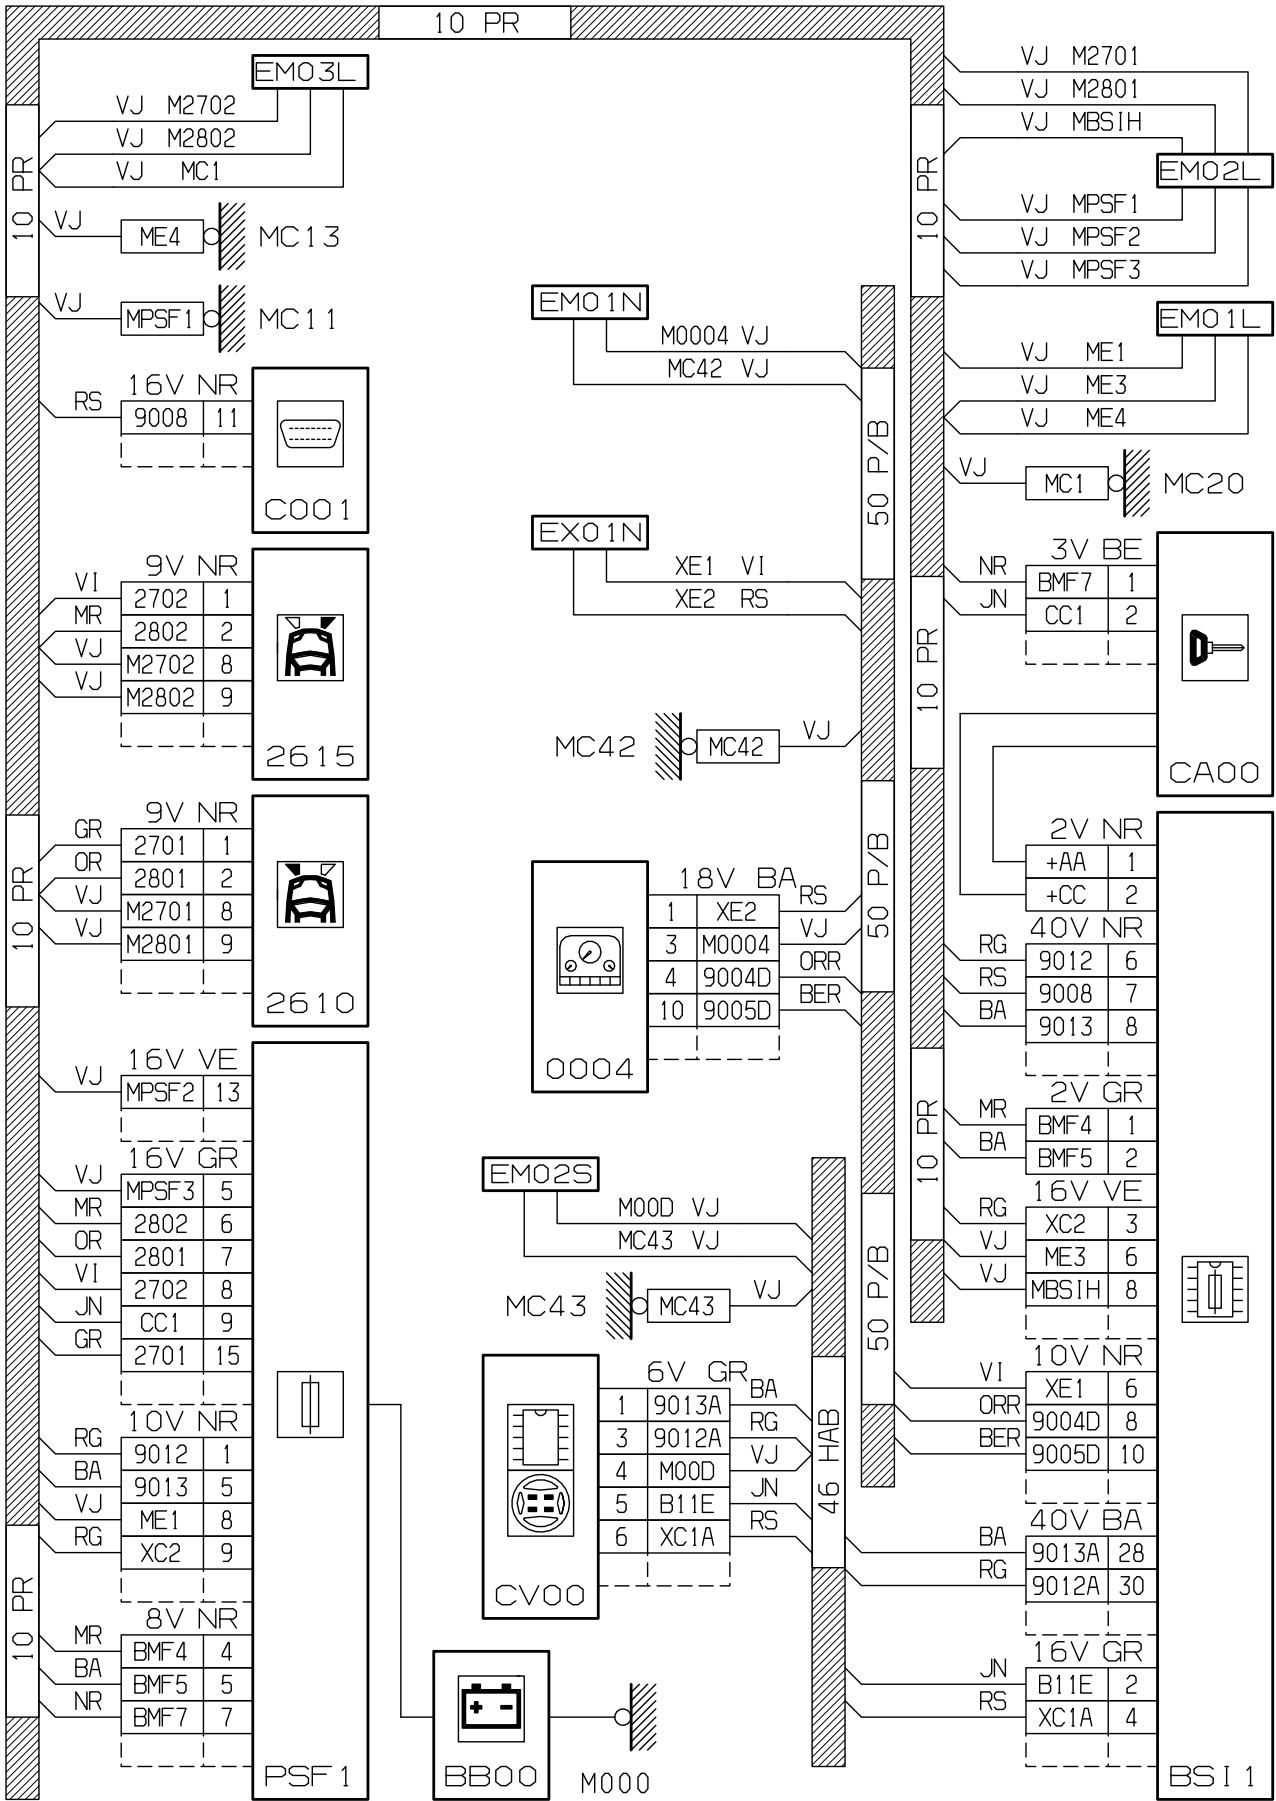 10 PR
EM03L
VJ M2702
VJ M2802
VJ MC1
10 PR
VJ ME4 MC13
VJ MPSF1 MC11
16V NR
RS 9008 11
C001
9V NR
VI 2702 1
MR 2802 2
VJ M2702 8
VJ M2802 9
2615
9V NR
GR 2701 1
OR 2801 2
VJ M2701 8
VJ M2801 9
10 PR
2610
16V VE
VJ MPSF2 13
16V GR
VJ MPSF3 5
MR 2802 6
OR 2801 7
VI 2702 8
JN CC1 9
GR 2701 15
10V NR
RG 9012 1
BA 9013 5
VJ ME1 8
RG XC2 9
10 PR
8V NR
MR BMF4 4
BA BMF5 5
NR BMF7 7
PSF1
EM01N
M0004 VJ
MC42 VJ
50 P/B
EX01N
XE1 VI
XE2 RS
MC42 MC42 VJ
18V BA
1 XE2 RS
3 M0004 VJ
4 9004D ORR
10 9005D BER
0004
50 P/B
EM02S
M00D VJ
MC43 VJ
MC43 MC43 VJ
50 P/B
6V GR
1 9013A BA
3 9012A RG
4 M00D VJ
5 B11E JN
6 XC1A RS
CV00
46 HAB
BB00
M000
VJ M2701
VJ M2801
VJ MBSIH
EM02L
10 PR
VJ MPSF1
VJ MPSF2
VJ MPSF3
EM01L
VJ ME1
VJ ME3
VJ ME4
VJ MC1 MC20
3V BE
NR BMF7 1
JN CC1 2
10 PR
CA00
2V NR
+AA 1
+CC 2
40V NR
RG 9012 6
RS 9008 7
BA 9013 8
10 PR
2V GR
MR BMF4 1
BA BMF5 2
16V VE
RG XC2 3
VJ ME3 6
VJ MBSIH 8
10V NR
VI XE1 6
ORR 9004D 8
BER 9005D 10
40V BA
BA 9013A 28
RG 9012A 30
16V GR
JN B11E 2
RS XC1A 4
BSI1